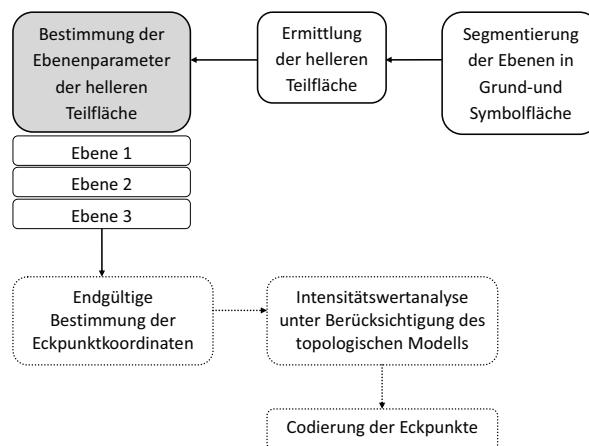 Bestimmung der
Ebenenparameter
der helleren
Teilfläche
Ermittlung
der helleren
Teilfläche
Segmentierung
der Ebenen in
Grund-und
Symbolfläche
Ebene 1
Ebene 2
Ebene 3
Endgültige
Bestimmung der
Eckpunktkoordinaten
Intensitätswertanalyse
unter Berücksichtigung des
topologischen Modells
Codierung der Eckpunkte